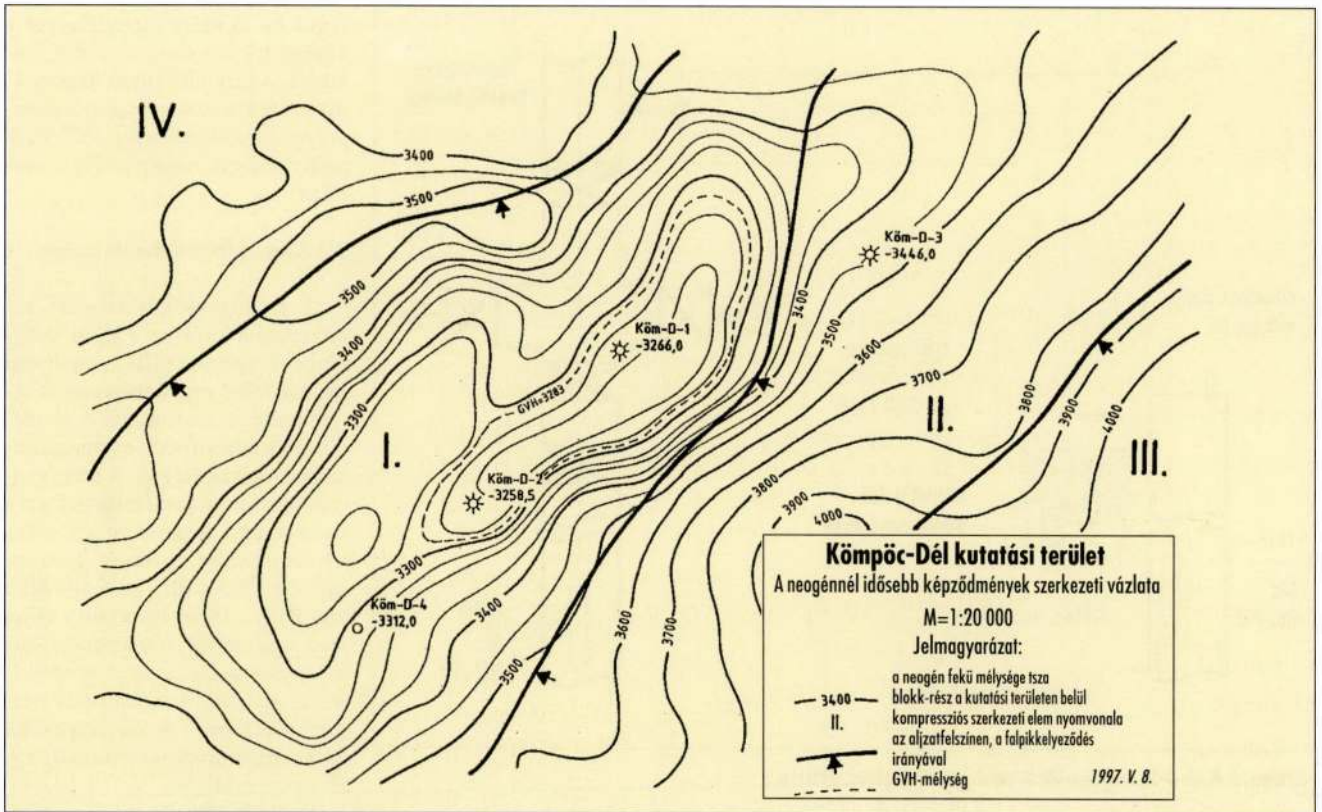 IV.
3400
3500
3500
3400
3300
I.
Köm-D-1
-3266,0
GVH=3283
Köm-D-2
-3258,5
3300
Köm-D-4
-3312,0
3400
3500
Köm-D-3
-3446,0
3400
3500
3600
3700
II.
3800
3900
4000
III.
3800
3900
4000
3600
3700
Kömpöc-Dél kutatási terület
A neogénnél idősebb képződmények szerkezeti vázlata
M=1:20 000
Jelmagyarázat:
a neogén fekü mélysége tsza
3400 blokk-rész a kutatási területen belül
II. kompressziós szerkezeti elem nyomvonala
az aljzatfelszínen, a falpikkelyeződés
irányával
GVH-mélység
1997. V. 8.